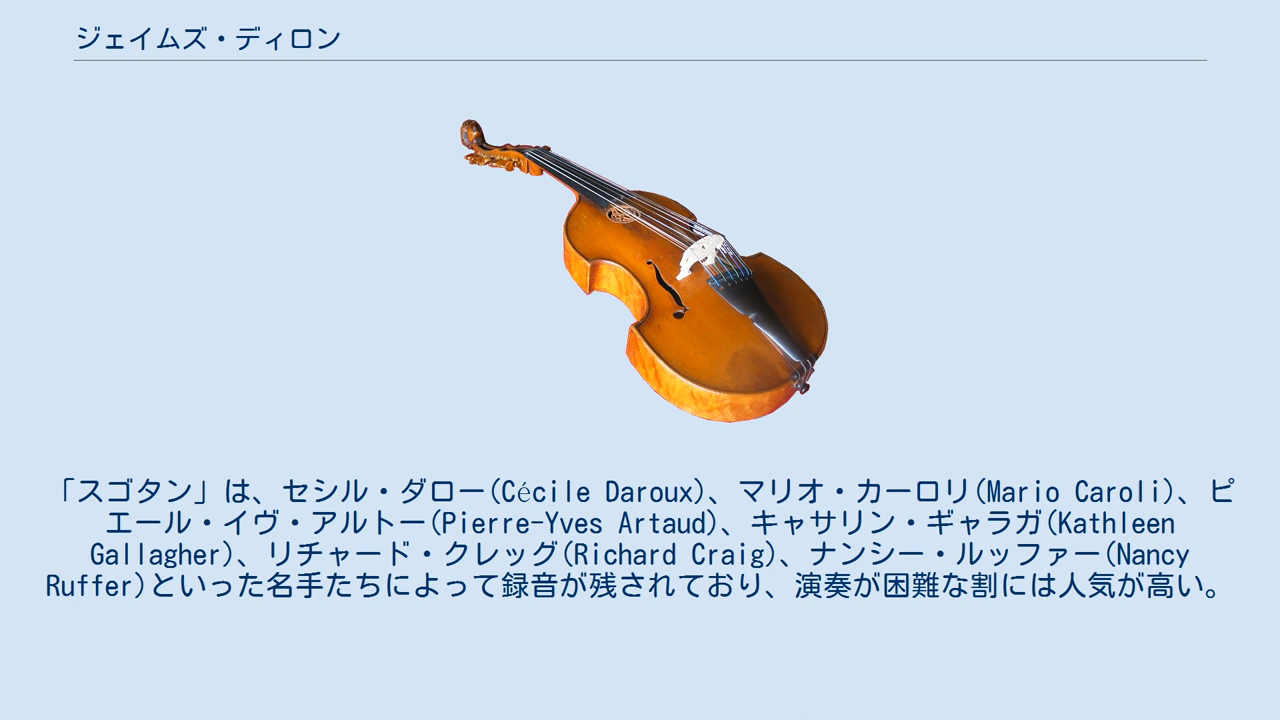 ジェイムズ・ディロン
「スゴタン」は、セシル・ダロー(Cécile Daroux)、マリオ・カーロリ(Mario Caroli)、ピ
エール・イヴ・アルトー(Pierre-Yves Artaud)、キャサリン・ギャラガ(Kathleen
Gallagher)、リチャード・クレッグ(Richard Craig)、ナンシー・ルッファー(Nancy
Ruffer)といった名手たちによって録音が残されており、演奏が困難な割には人気が高い。